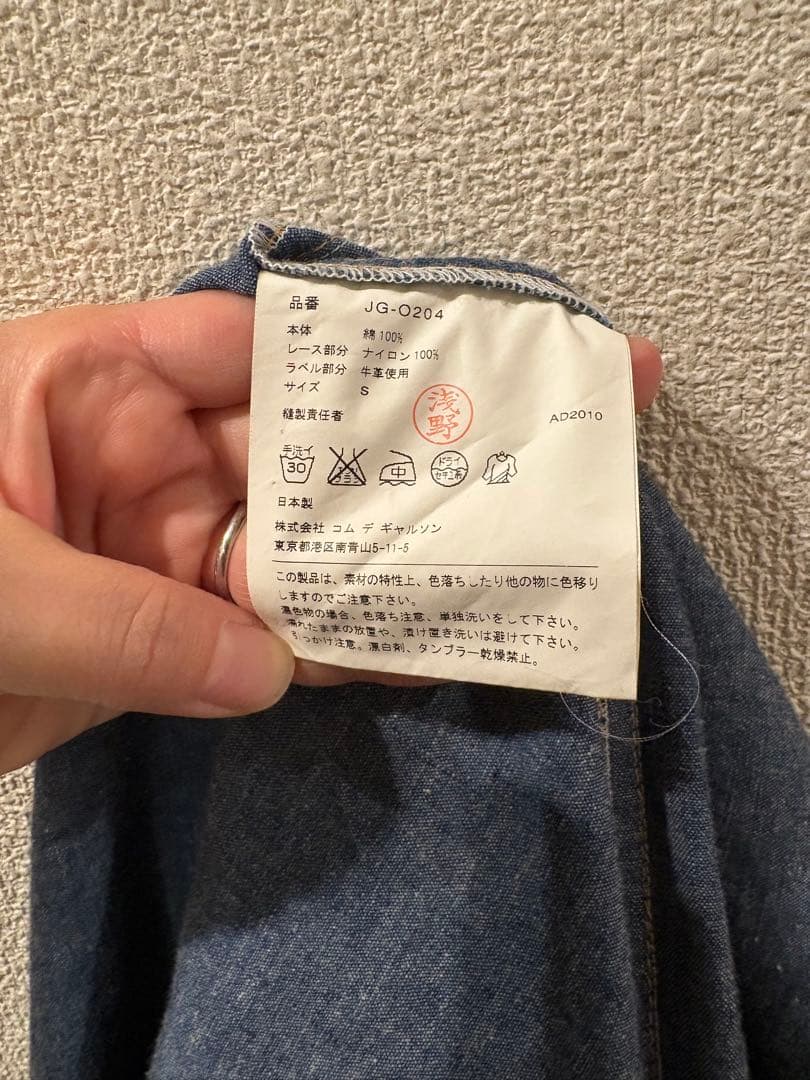 品番 JG-O204
本体 綿100%
レース部分 ナイロン100%
ラベル部分 牛革使用
サイズ S
縫製責任者 浅野 AD2010
手洗イ 30 中 ドライ
日本製
株式会社 コム デ ギャルソン
東京都港区南青山5-11-5
この製品は、素材の特性上、色落ちしたり他の物に色移り
しますのでご注意下さい。
濃色物の場合、色落ち注意、単独洗いをして下さい。
濡れたままの放置や、漬け置き洗いは避けて下さい。
引っかけ注意。漂白剤、タンブラー乾燥禁止。